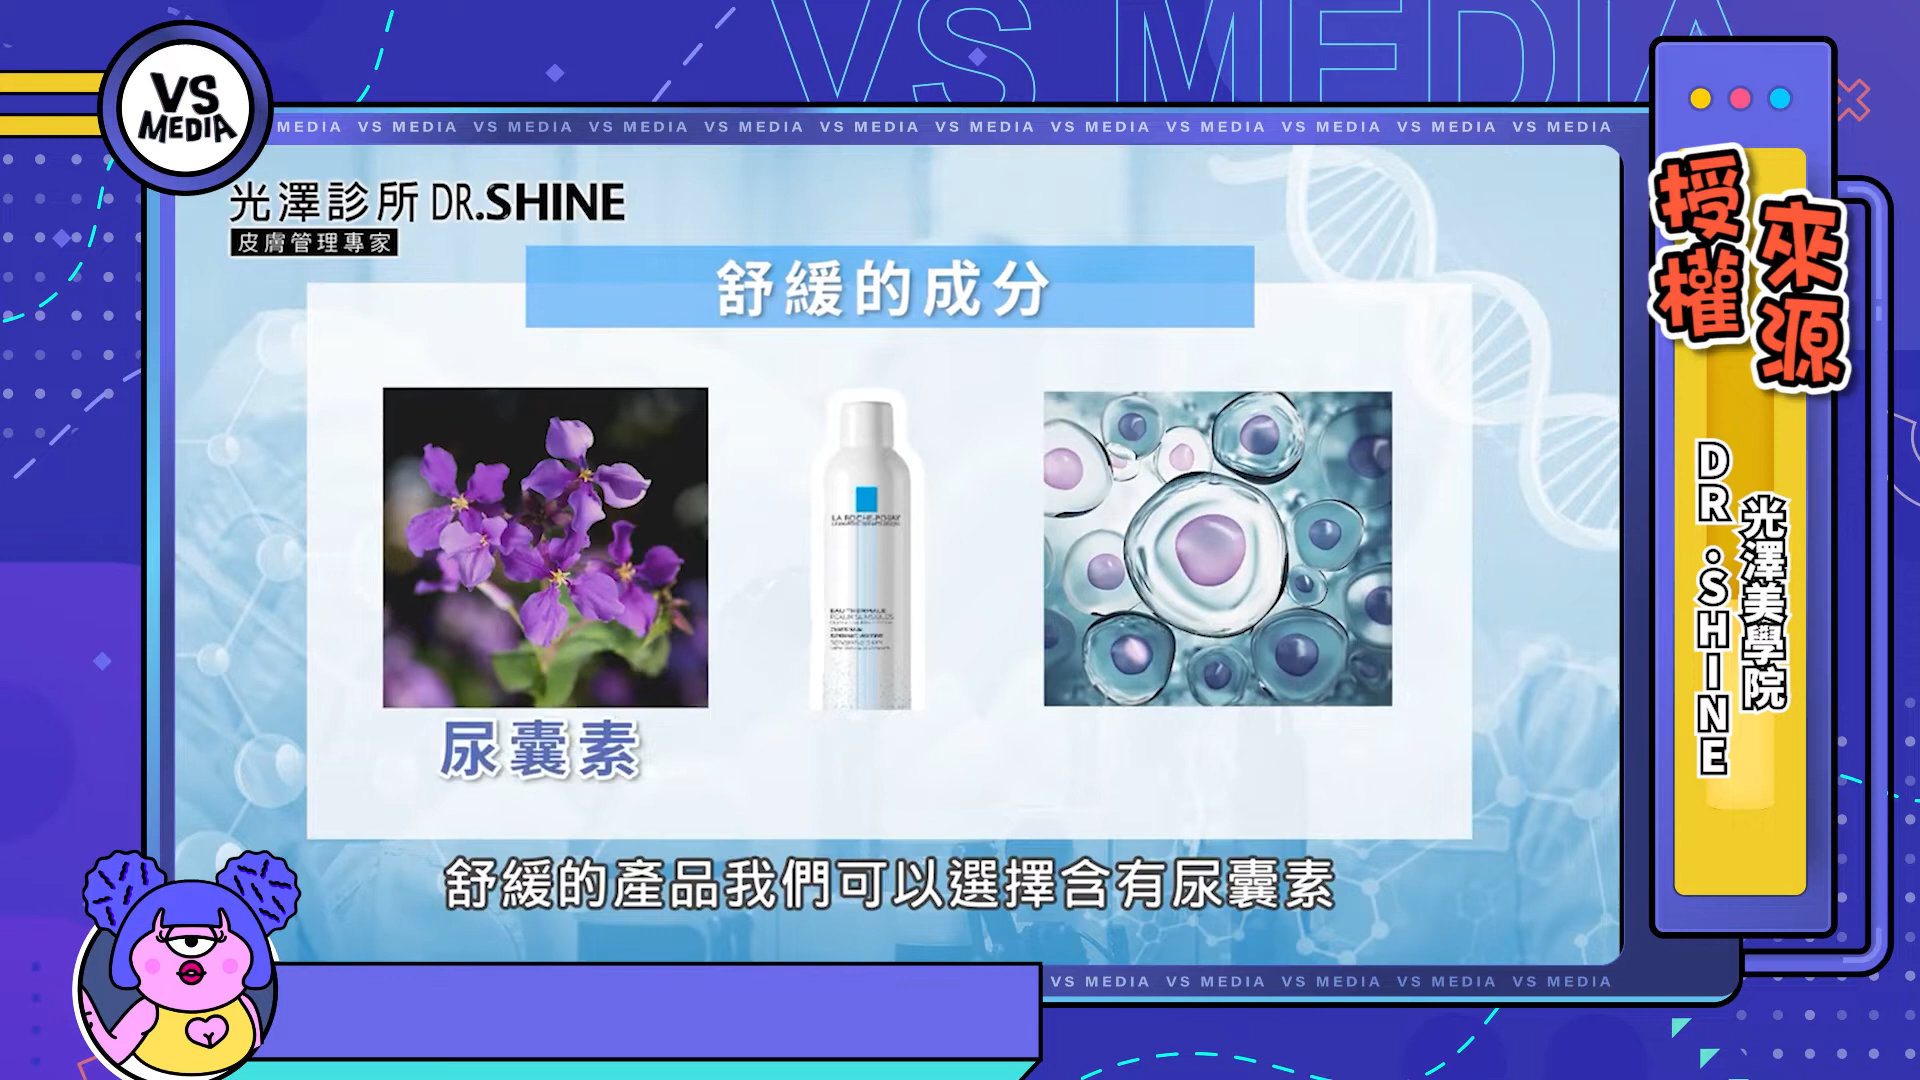 VS MEDIA
VS
MEDIA
MEDIA VS MEDIA VS MEDIA VS MEDIA VS MEDIA VS MEDIA VS MEDIA VS MEDIA VS MEDIA VS MEDIA VS MEDIA VS MEDIA
光澤診所 DR.SHINE
皮膚管理專家
舒緩的成分
LA ROCHE-POSAY
EAU THERMALE
尿囊素
舒緩的產品我們可以選擇含有尿囊素
VS MEDIA VS MEDIA VS MEDIA VS MEDIA VS MEDIA
授權
來源
DR.SHINE
光澤美學院